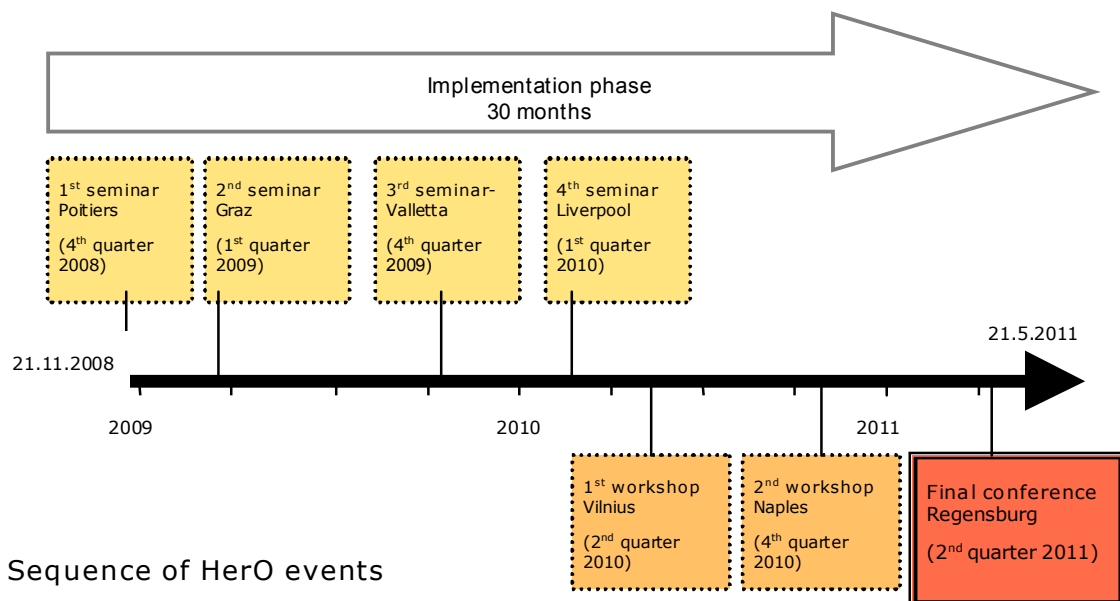 Implementation phase
30 months
1st seminar
Poitiers
(4th quarter
2008)
2nd seminar
Graz
(1st quarter
2009)
3rd seminar-
Valletta
(4th quarter
2009)
4th seminar
Liverpool
(1st quarter
2010)
21.11.2008
21.5.2011
2009
2010
2011
1st workshop
Vilnius
(2nd quarter
2010)
2nd workshop
Naples
(4th quarter
2010)
Final conference
Regensburg
(2nd quarter 2011)
Sequence of HerO events